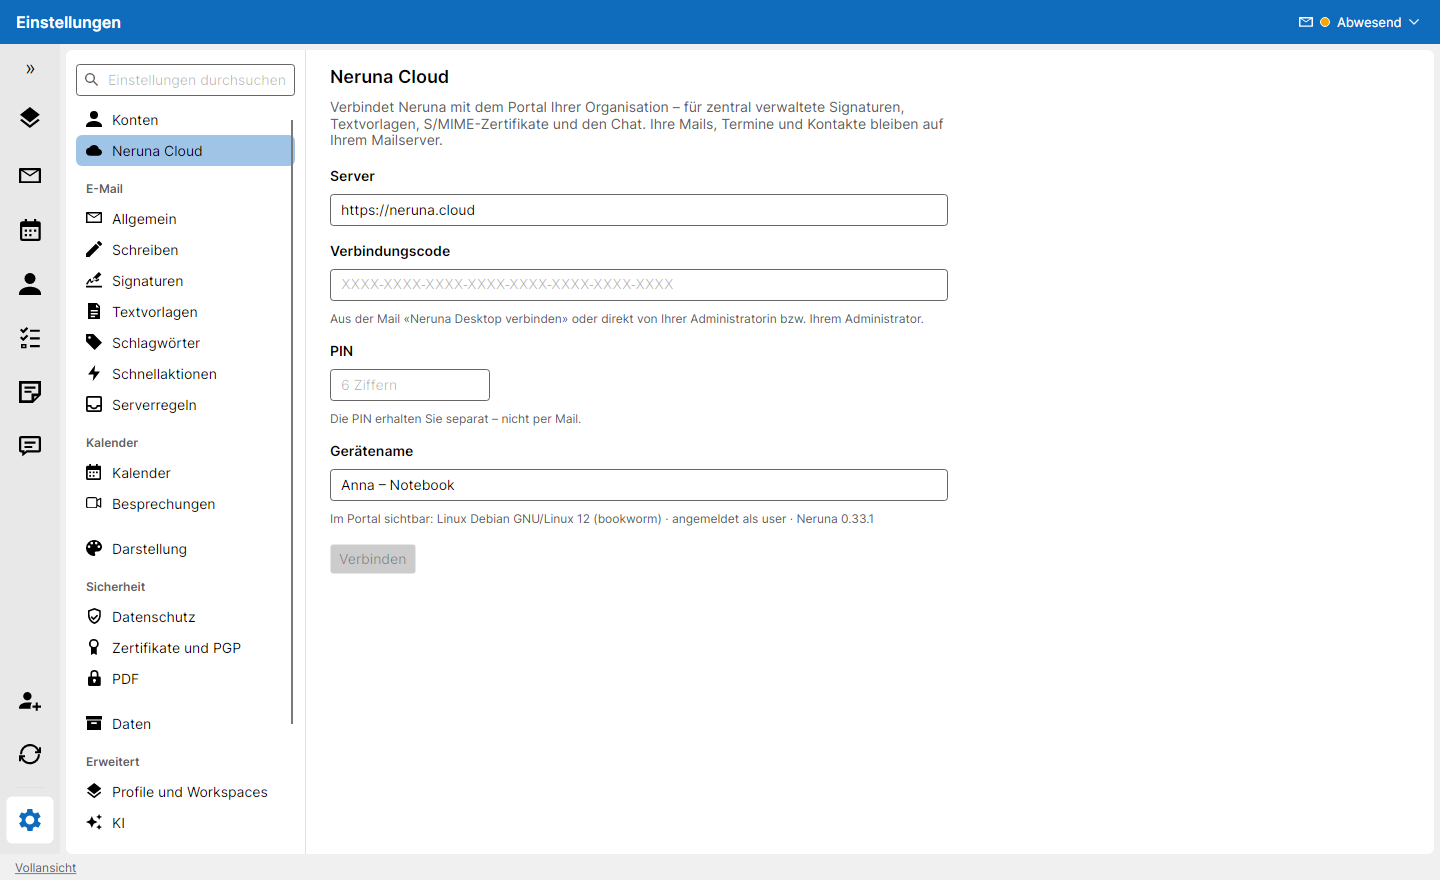 Einstellungen
Abwesend
»
Einstellungen durchsuchen
Konten
Neruna Cloud
E-Mail
Allgemein
Schreiben
Signaturen
Textvorlagen
Schlagwörter
Schnellaktionen
Serverregeln
Kalender
Kalender
Besprechungen
Darstellung
Sicherheit
Datenschutz
Zertifikate und PGP
PDF
Daten
Erweitert
Profile und Workspaces
KI
Neruna Cloud
Verbindet Neruna mit dem Portal Ihrer Organisation – für zentral verwaltete Signaturen,
Textvorlagen, S/MIME-Zertifikate und den Chat. Ihre Mails, Termine und Kontakte bleiben auf
Ihrem Mailserver.
Server
https://neruna.cloud
Verbindungscode
XXXX-XXXX-XXXX-XXXX-XXXX-XXXX-XXXX-XXXX
Aus der Mail «Neruna Desktop verbinden» oder direkt von Ihrer Administratorin bzw. Ihrem Administrator.
PIN
6 Ziffern
Die PIN erhalten Sie separat – nicht per Mail.
Gerätename
Anna – Notebook
Im Portal sichtbar: Linux Debian GNU/Linux 12 (bookworm) · angemeldet als user · Neruna 0.33.1
Verbinden
Vollansicht